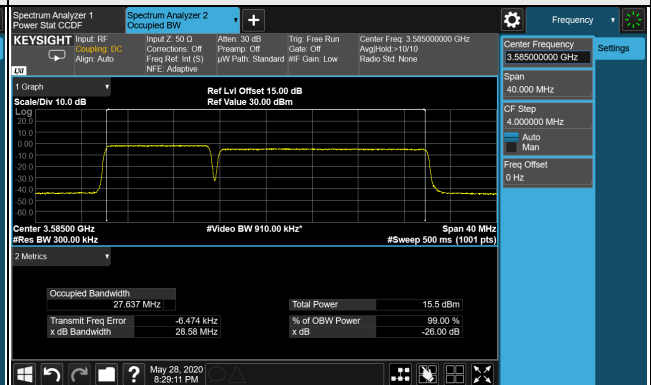 Spectrum Analyzer 1
Power Stat CCDF
Spectrum Analyzer 2
Occupied BW
Frequency
KEYSIGHT
Input: RF
Coupling: DC
Align: Auto
Input Z: 50 Ω
Corrections: Off
Freq Ref: Int (S)
NFE: Adaptive
Atten: 30 dB
Preamp: Off
µW Path: Standard
Trig: Free Run
Gate: Off
#IF Gain: Low
Center Freq: 3.585000000 GHz
Avg|Hold:>10/10
Radio Std: None
LXI
1 Graph
Scale/Div 10.0 dB
Ref Lvl Offset 15.00 dB
Ref Value 30.00 dBm
Log
20.0
10.0
0.00
-10.0
-20.0
-30.0
-40.0
-50.0
-60.0
Center 3.58500 GHz
#Res BW 300.00 kHz
#Video BW 910.00 kHz*
Span 40 MHz
#Sweep 500 ms (1001 pts)
2 Metrics
Occupied Bandwidth
27.637 MHz
Transmit Freq Error -6.474 kHz
x dB Bandwidth 28.58 MHz
Total Power 15.5 dBm
% of OBW Power 99.00 %
x dB -26.00 dB
May 28, 2020
8:29:11 PM
Center Frequency
3.585000000 GHz
Settings
Span
40.000 MHz
CF Step
4.000000 MHz
Auto
Man
Freq Offset
0 Hz